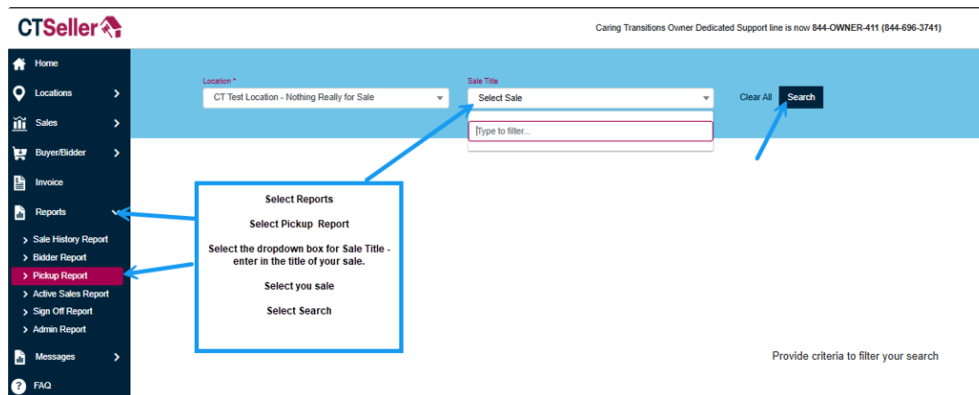 CTSeller
Caring Transitions Owner Dedicated Support line is now 844-OWNER-411 (844-696-3741)
Home
Locations
Sales
Buyer/Bidder
Invoice
Reports
Sale History Report
Bidder Report
Pickup Report
Active Sales Report
Sign Off Report
Admin Report
Messages
FAQ
Location *
CT Test Location - Nothing Really for Sale
Sale Title
Select Sale
Type to filter...
Clear All
Search
Select Reports
Select Pickup Report
Select the dropdown box for Sale Title -
enter in the title of your sale.
Select you sale
Select Search
Provide criteria to filter your search